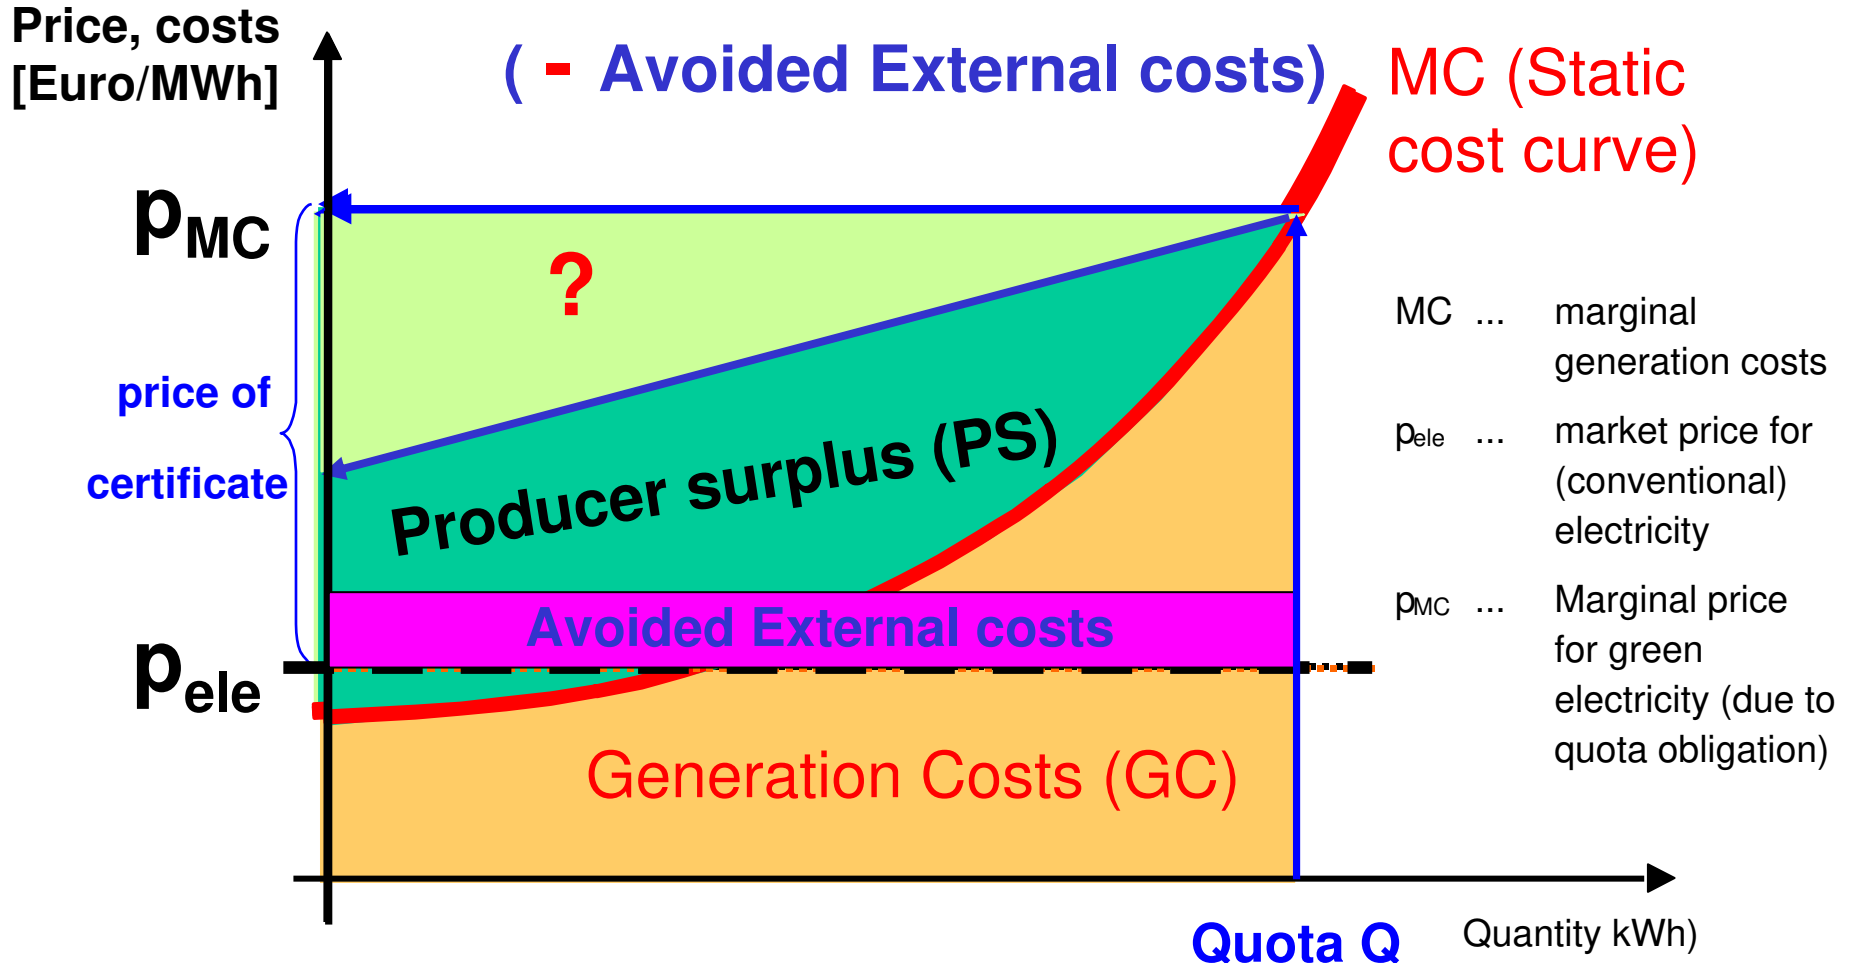 Price, costs
[Euro/MWh]
( - Avoided External costs)
MC (Static
cost curve)
pMC
?
price of
certificate
Producer surplus (PS)
Avoided External costs
pele
Generation Costs (GC)
MC ... marginal
generation costs
pele ... market price for
(conventional)
electricity
pMC ... Marginal price
for green
electricity (due to
quota obligation)
Quota Q
Quantity kWh)